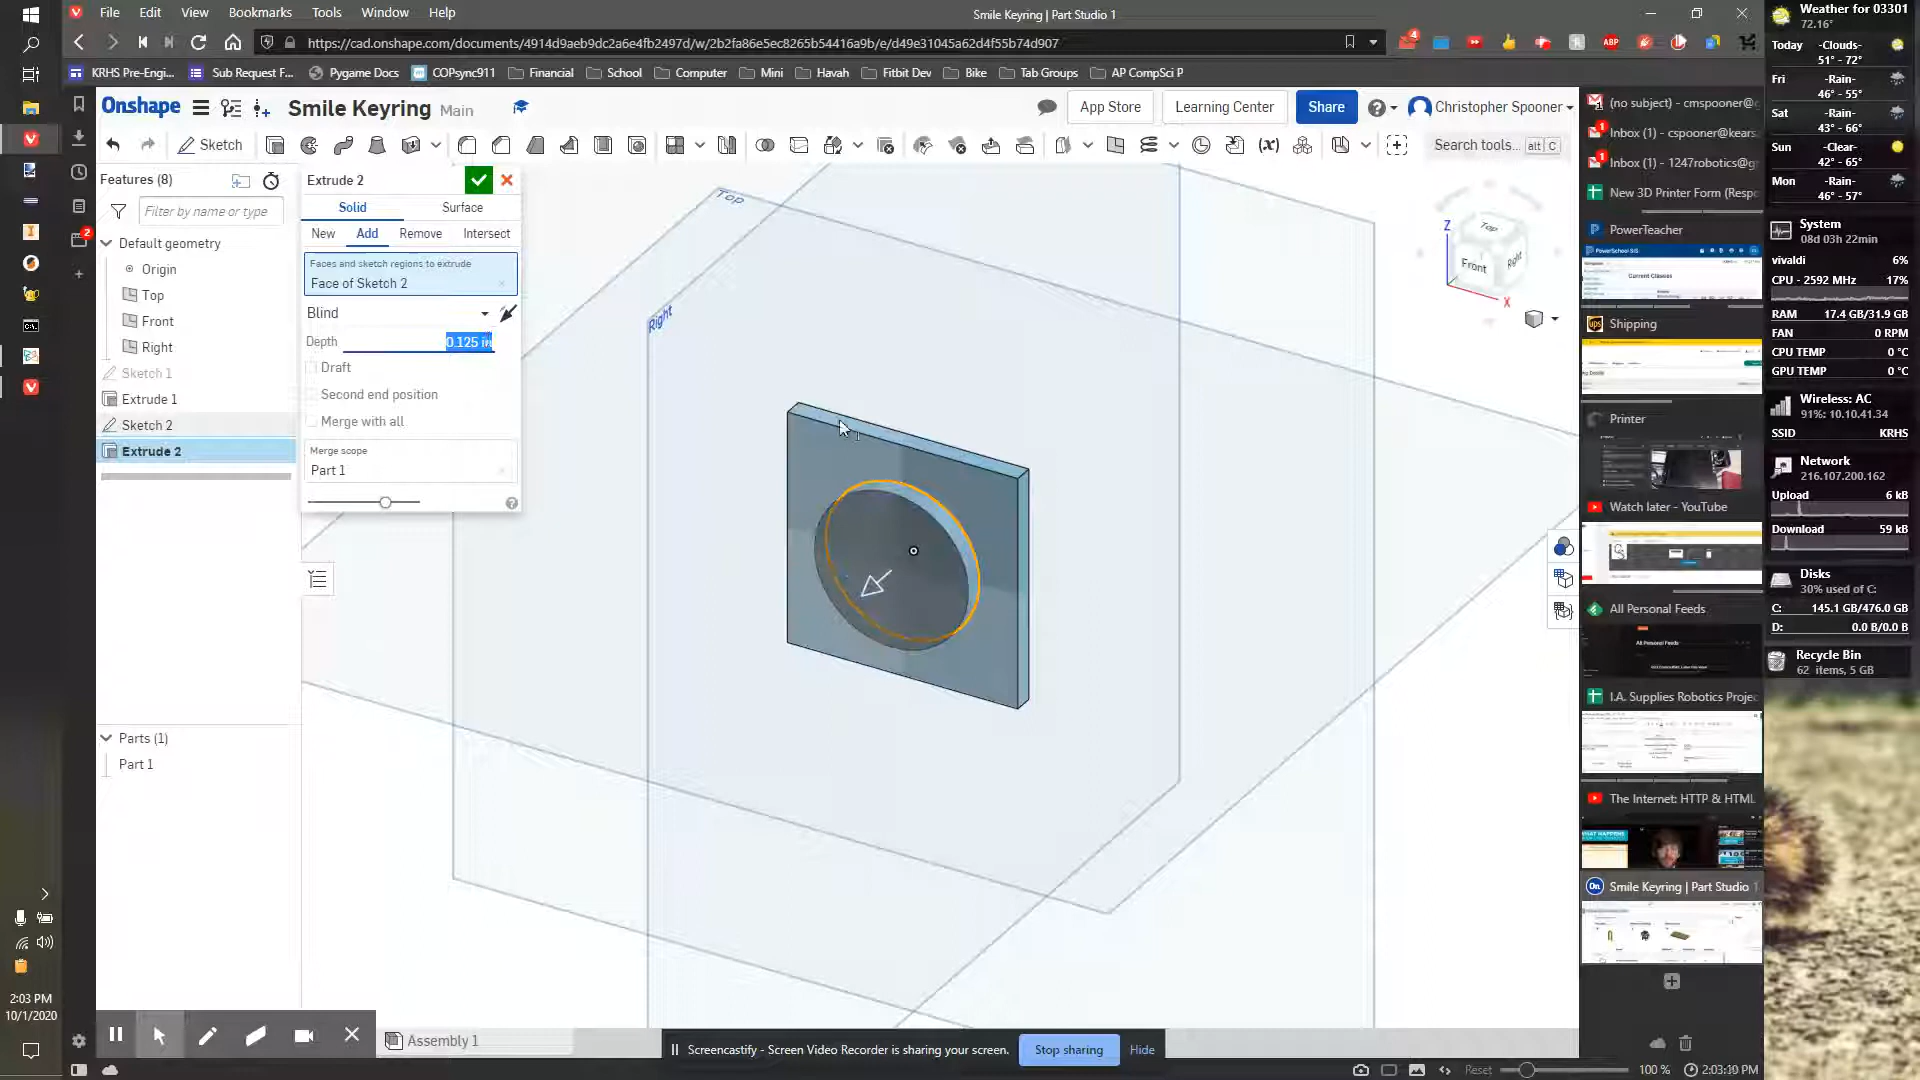 File Edit View Bookmarks Tools Window Help
Smile Keyring | Part Studio 1
https://cad.onshape.com/documents/4914d9aeb9dc2a6e4fb2497d/w/2b2fa86e5ec8265b54416a9b/e/d49e31045a62d4f55b74d907
KRHS Pre-Engi... Sub Request F... Pygame Docs COPsync911 Financial School Computer Mini Havah Fitbit Dev Bike Tab Groups AP CompSci P
Onshape Smile Keyring Main App Store Learning Center Share Christopher Spooner
Sketch Search tools... alt C
Features (8)
Filter by name or type
Default geometry
Origin
Top
Front
Right
Sketch 1
Extrude 1
Sketch 2
Extrude 2
Parts (1)
Part 1
Extrude 2
Solid Surface
New Add Remove Intersect
Faces and sketch regions to extrude
Face of Sketch 2
Blind
Depth 0.125 in
Draft
Second end position
Merge with all
Merge scope
Part 1
Top
Right
Z
Top
Front
Right
X
Assembly 1
Screencastify - Screen Video Recorder is sharing your screen. Stop sharing Hide
(no subject) - cmspooner@g
Inbox (1) - cspooner@kears
Inbox (1) - 1247robotics@g
New 3D Printer Form (Respo
PowerTeacher
Current Classes
Shipping
Printer
Watch later - YouTube
All Personal Feeds
All Personal Feeds
I.A. Supplies Robotics Projec
The Internet: HTTP & HTML
Smile Keyring | Part Studio 1
Weather for 03301
72.16°
Today -Clouds-
51° - 72°
Fri -Rain-
46° - 55°
Sat -Rain-
43° - 66°
Sun -Clear-
42° - 65°
Mon -Rain-
46° - 57°
System
08d 03h 22min
vivaldi 6%
CPU - 2592 MHz 17%
RAM 17.4 GB/31.9 GB
FAN 0 RPM
CPU TEMP 0 °C
GPU TEMP 0 °C
Wireless: AC
91%: 10.10.41.34
SSID KRHS
Network
216.107.200.162
Upload 6 kB
Download 59 kB
Disks
30% used of C:
C: 145.1 GB/476.0 GB
D: 0.0 B/0.0 B
Recycle Bin
62 items, 5 GB
2:03 PM
10/1/2020
Reset 100 %